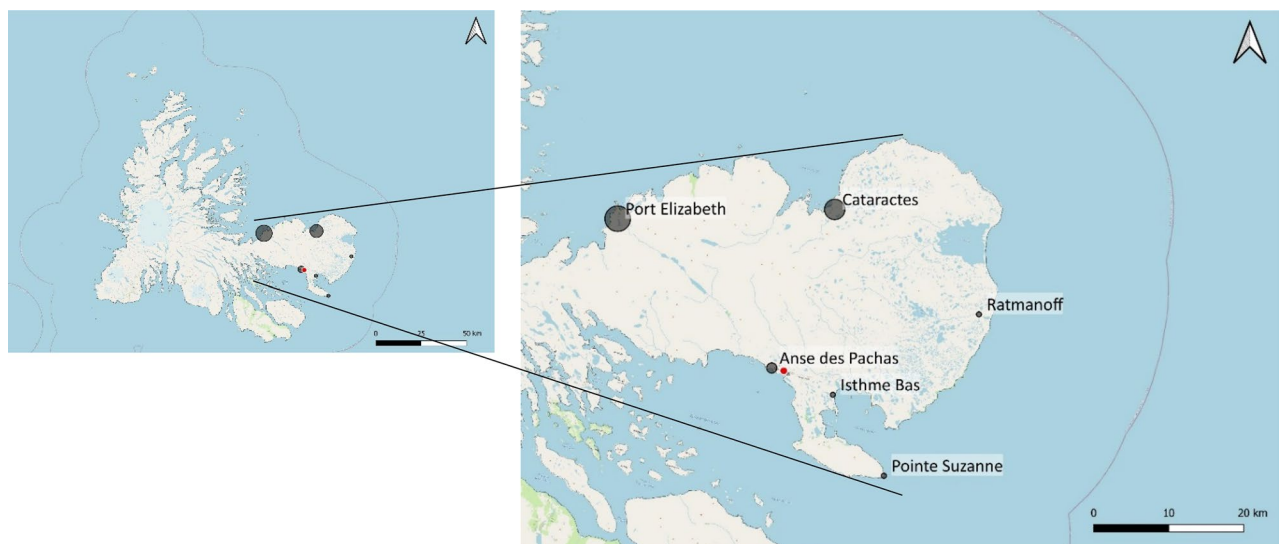 0 25 50 km
Port Elizabeth
Cataractes
Ratmanoff
Anse des Pachas
Isthme Bas
Pointe Suzanne
0 10 20 km